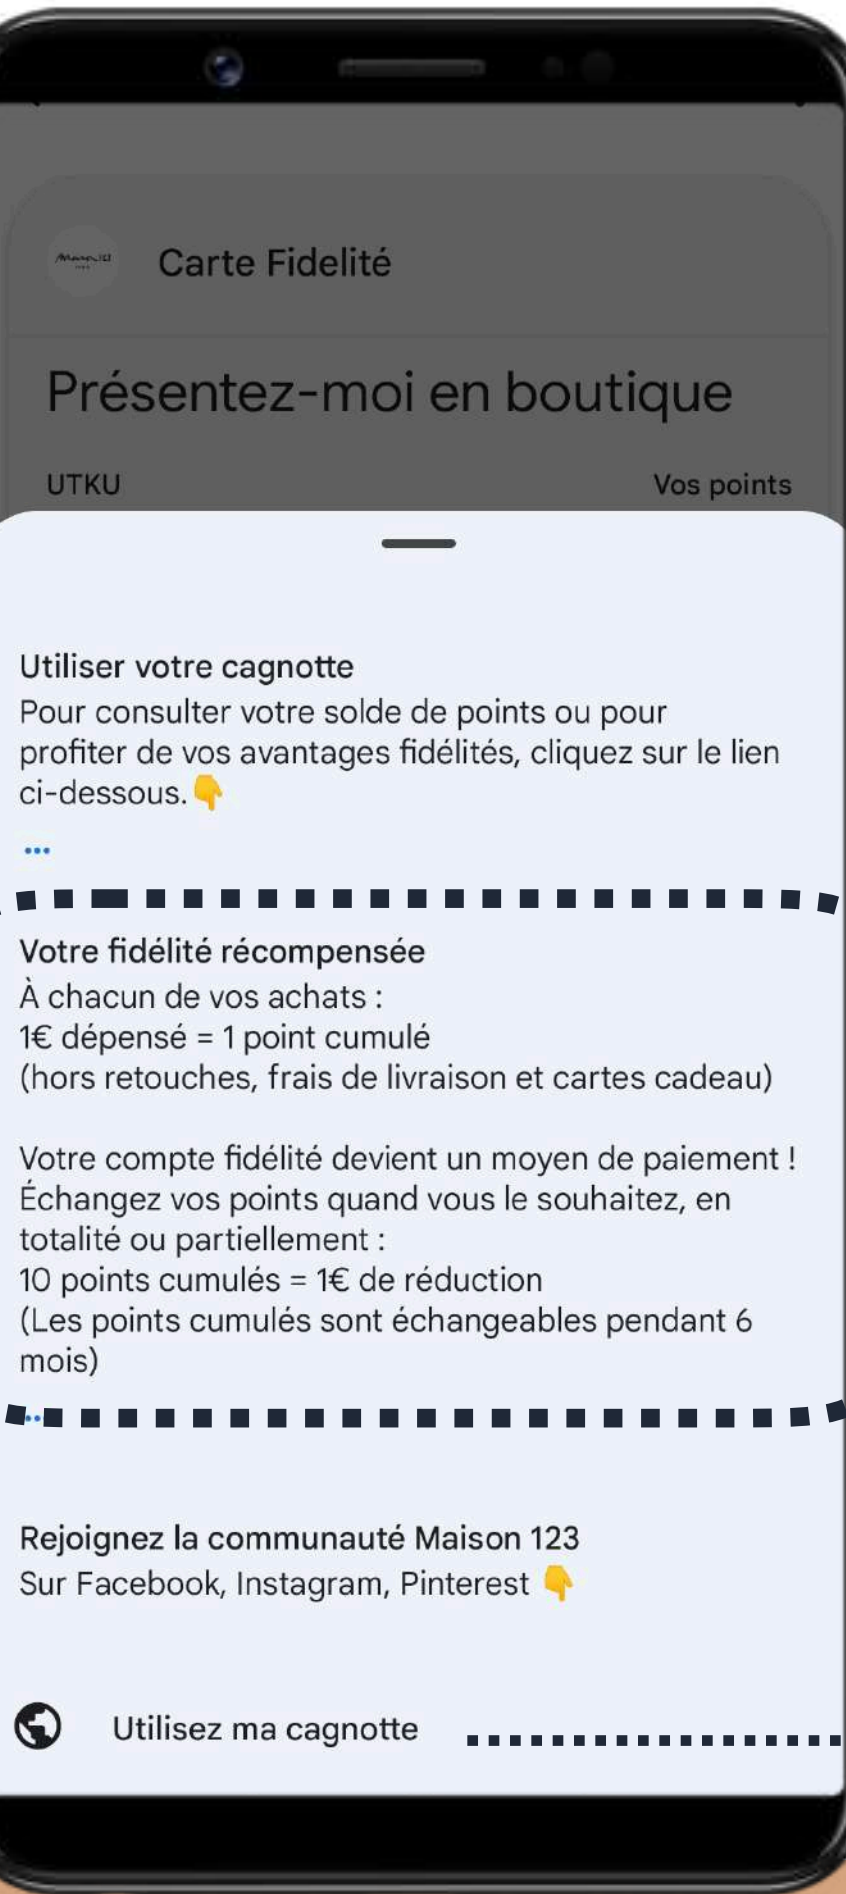 Carte Fidelité
Présentez-moi en boutique
UTKU
Vos points
Utiliser votre cagnotte
Pour consulter votre solde de points ou pour
profiter de vos avantages fidélités, cliquez sur le lien
ci-dessous.👇
...
Votre fidélité récompensée
À chacun de vos achats :
1€ dépensé = 1 point cumulé
(hors retouches, frais de livraison et cartes cadeau)
Votre compte fidélité devient un moyen de paiement !
Échangez vos points quand vous le souhaitez, en
totalité ou partiellement :
10 points cumulés = 1€ de réduction
(Les points cumulés sont échangeables pendant 6
mois)
...
Rejoignez la communauté Maison 123
Sur Facebook, Instagram, Pinterest 👇
Utilisez ma cagnotte